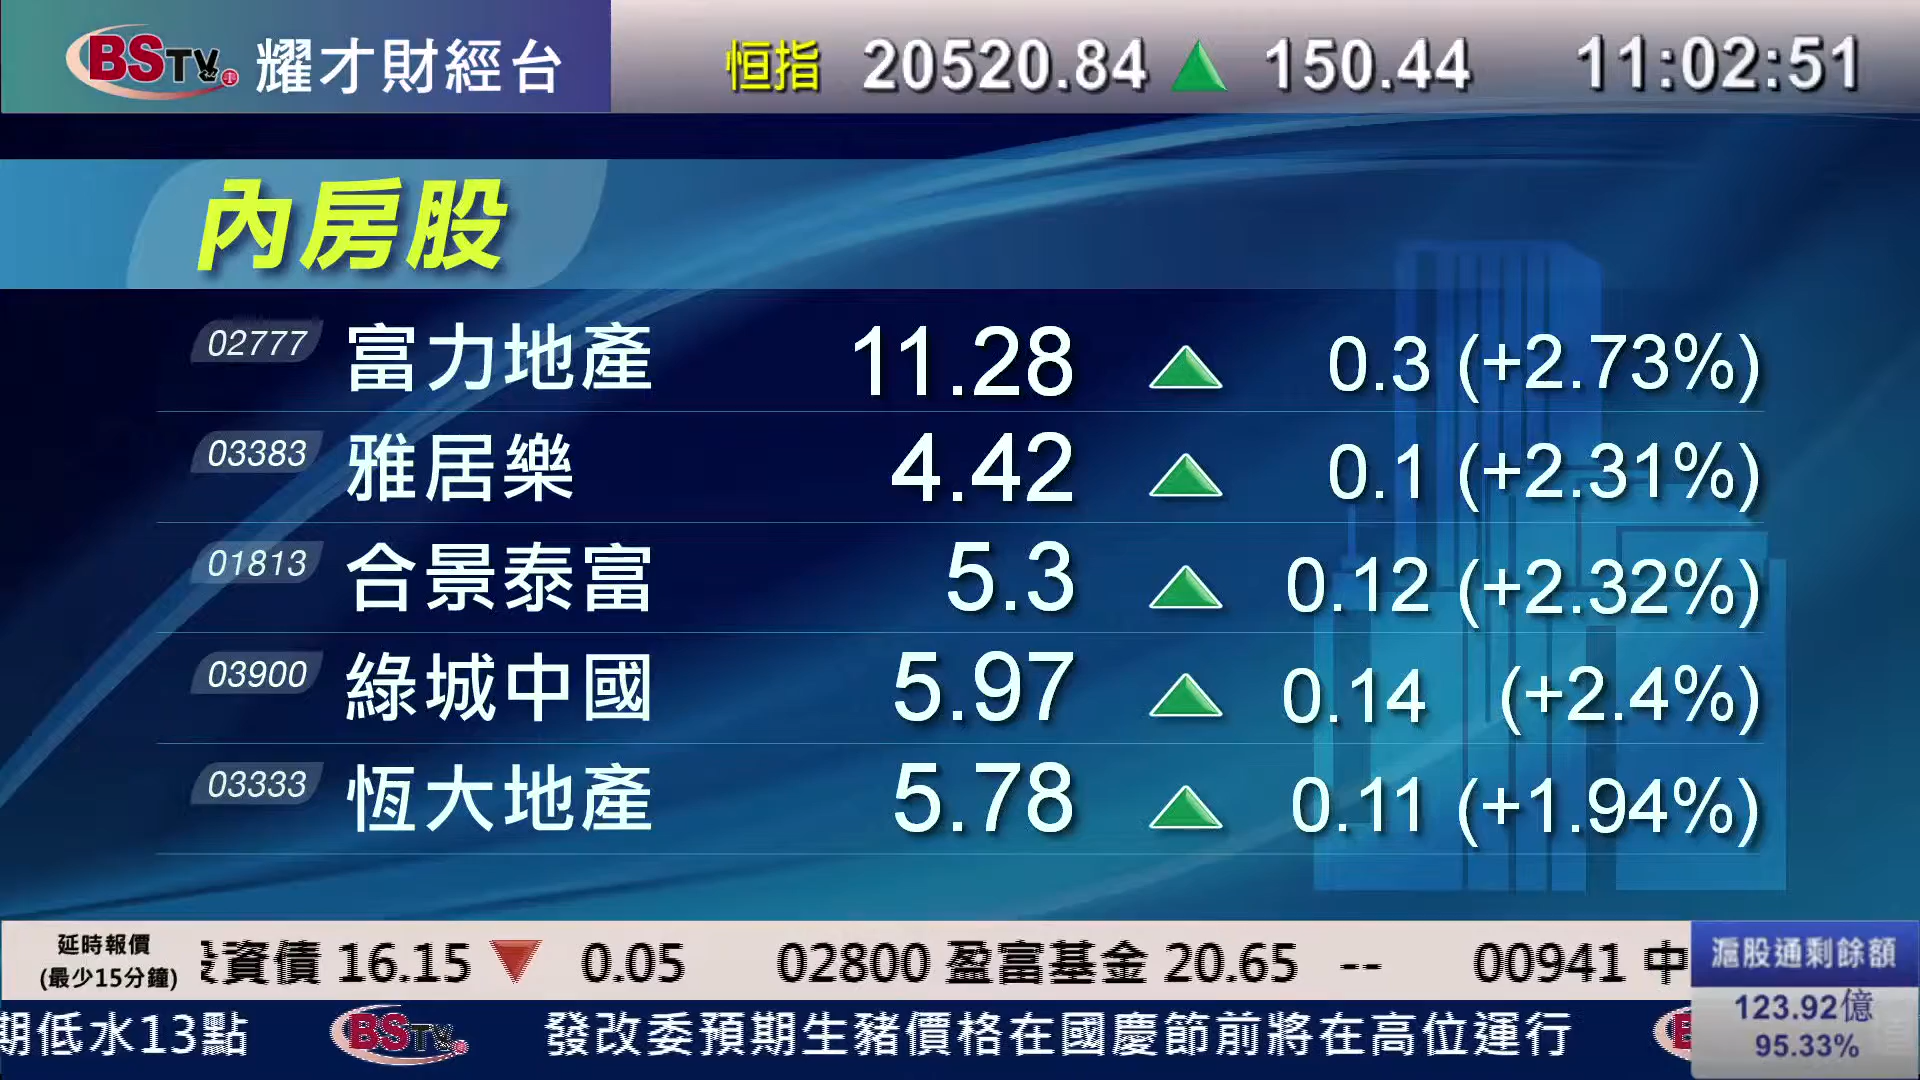 BSTV 耀才財經台 恒指 20520.84 ▲ 150.44 11:02:51
內房股
02777 富力地產 11.28 ▲ 0.3 (+2.73%)
03383 雅居樂 4.42 ▲ 0.1 (+2.31%)
01813 合景泰富 5.3 ▲ 0.12 (+2.32%)
03900 綠城中國 5.97 ▲ 0.14 (+2.4%)
03333 恆大地產 5.78 ▲ 0.11 (+1.94%)
延時報價
(最少15分鐘)
資債 16.15 ▼ 0.05 02800 盈富基金 20.65 -- 00941 中
滬股通剩餘額
123.92億
95.33%
期低水13點 BSTV 發改委預期生豬價格在國慶節前將在高位運行